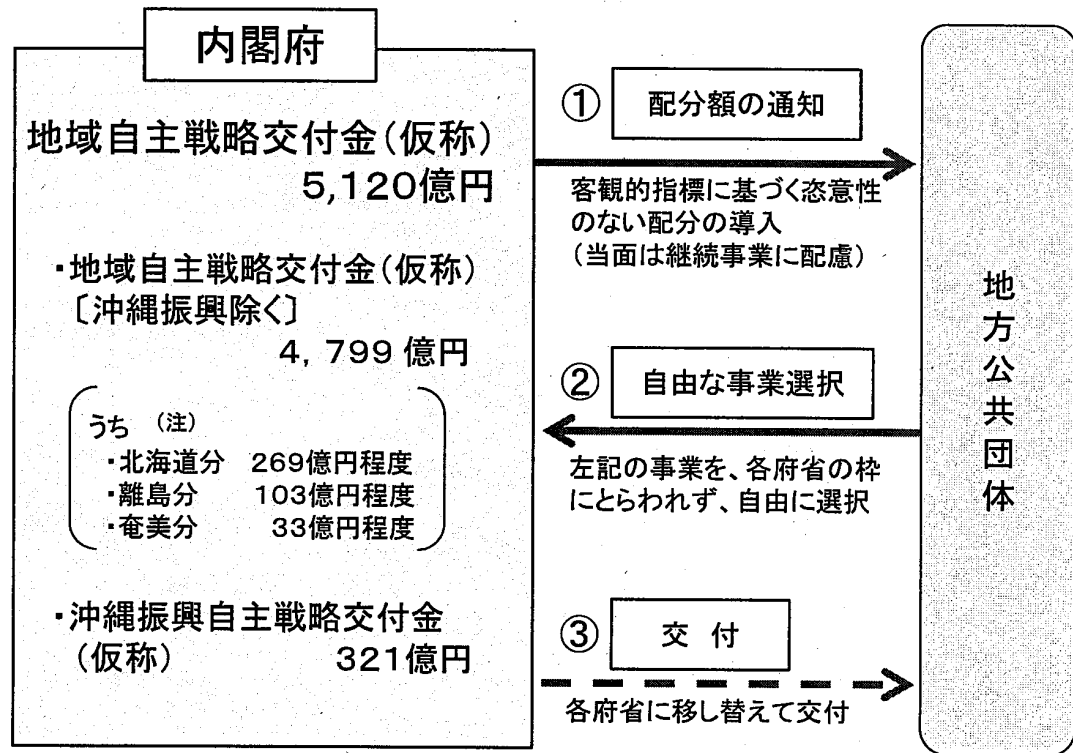 内閣府
地域自主戦略交付金(仮称)
5,120億円
・地域自主戦略交付金(仮称)
〔沖縄振興除く〕
4,799億円
うち (注)
・北海道分 269億円程度
・離島分 103億円程度
・奄美分 33億円程度
・沖縄振興自主戦略交付金
(仮称) 321億円
① 配分額の通知
客観的指標に基づく恣意性
のない配分の導入
(当面は継続事業に配慮)
② 自由な事業選択
左記の事業を、各府省の枠
にとらわれず、自由に選択
③ 交 付
各府省に移し替えて交付
地方公共団体